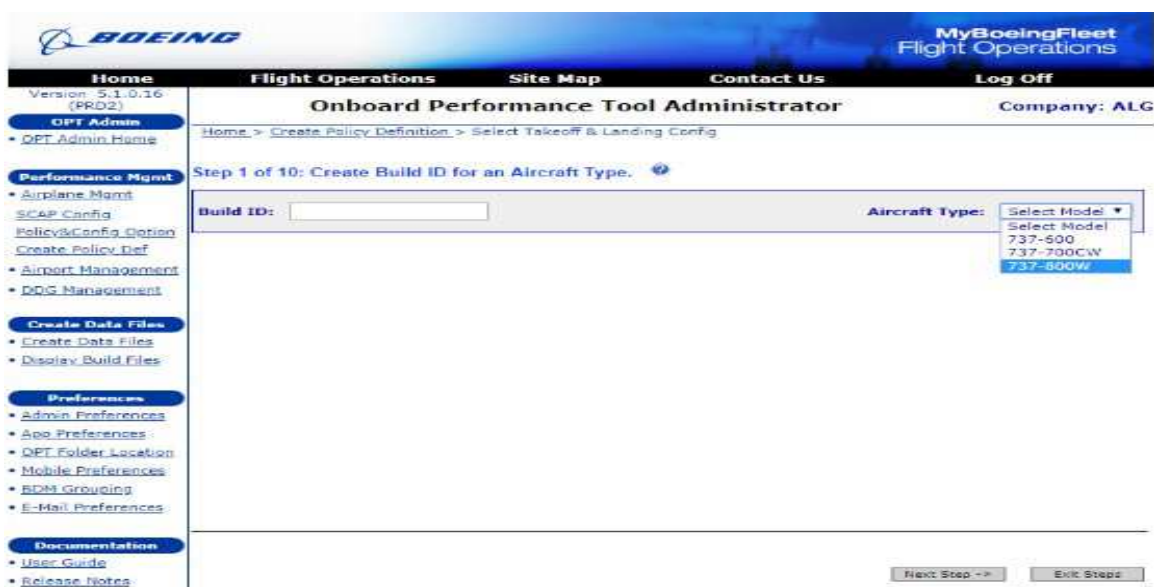 BOEING
MyBoeingFleet
Flight Operations
Home Flight Operations Site Map Contact Us Log Off
Version 5.1.0.16
(PRD2)
Onboard Performance Tool Administrator
Company: ALG
OPT Admin
• OPT Admin Home
Home > Create Policy Definition > Select Takeoff & Landing Config
Step 1 of 10: Create Build ID for an Aircraft Type.
Build ID:
Aircraft Type:
Select Model
Select Model
737-600
737-700CW
737-800W
Performance Mgmt
• Airplane Mgmt
SCAP Config
Policy&Config Option
Create Policy Def
• Airport Management
• DDG Management
Create Data Files
• Create Data Files
• Display Build Files
Preferences
• Admin Preferences
• App Preferences
• OPT Folder Location
• Mobile Preferences
• BDM Grouping
• E-Mail Preferences
Documentation
• User Guide
• Release Notes
Next Step ->
Exit Steps